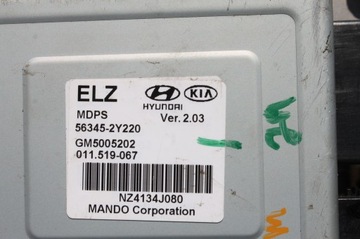 ELZ
HYUNDAI KIA
MDPS
Ver. 2.03
56345-2Y220
GM5005202
011.519-067
NZ4134J080
MANDO Corporation